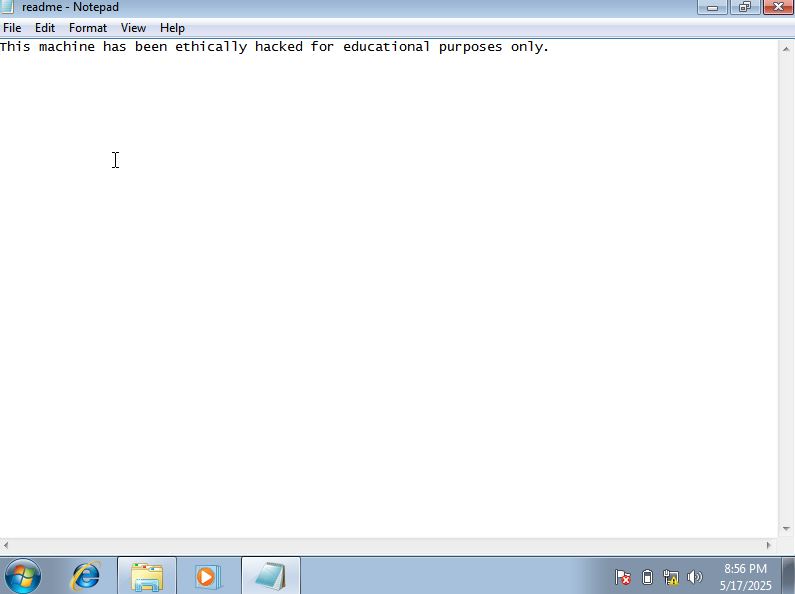 readme - Notepad
File Edit Format View Help
This machine has been ethically hacked for educational purposes only.
8:56 PM
5/17/2025